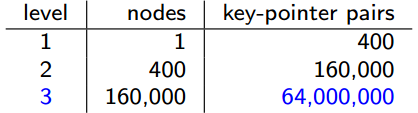 level nodes key-pointer pairs
1 1 400
2 400 160,000
3 160,000 64,000,000